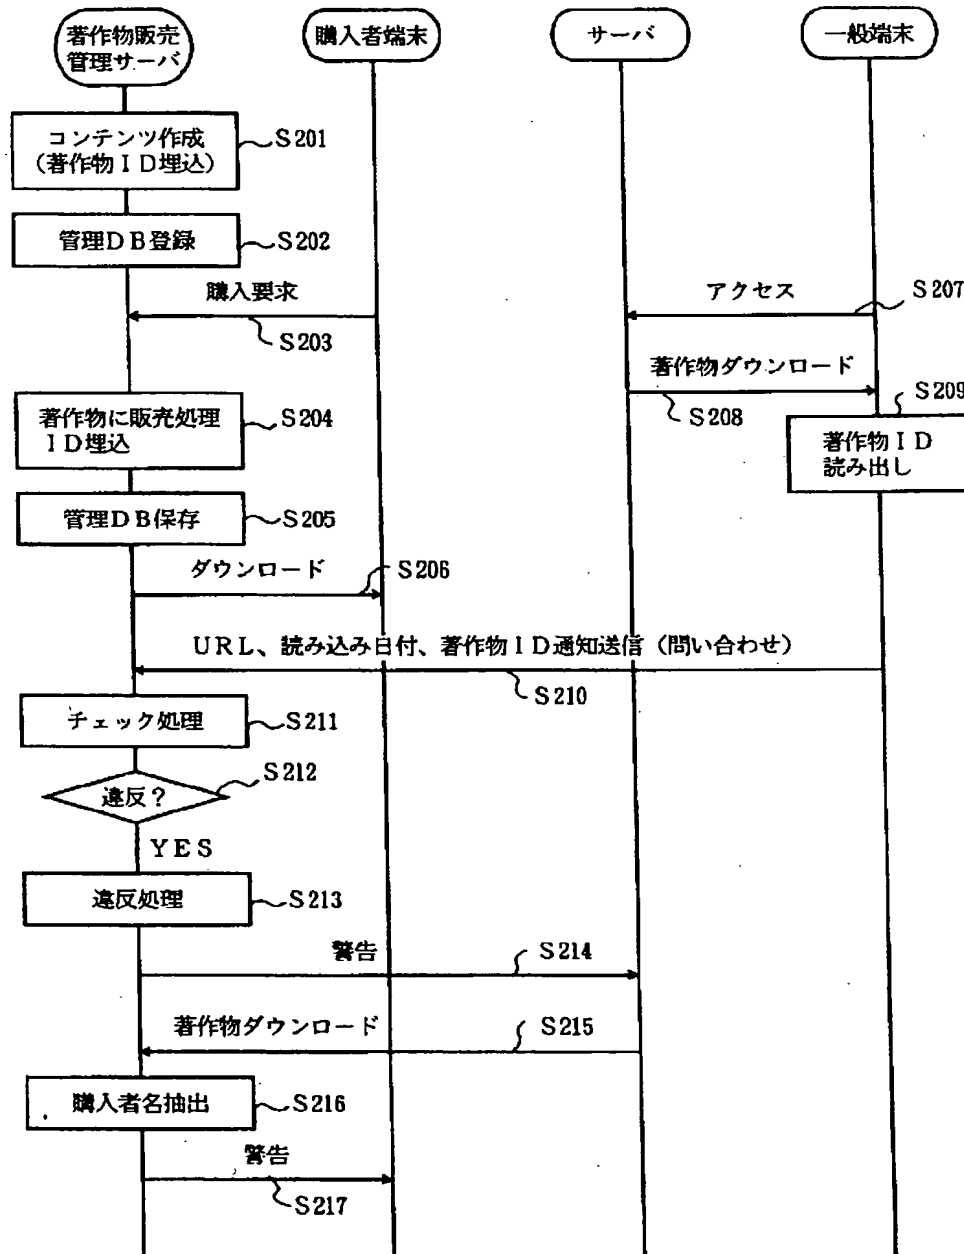 著作物販売
管理サーバ
購入者端末
サーバ
一般端末
コンテンツ作成
(著作物ID埋込)
S201
管理DB登録
S202
購入要求
S203
アクセス
S207
著作物ダウンロード
S208
S209
著作物ID
読み出し
著作物に販売処理
ID埋込
S204
管理DB保存
S205
ダウンロード
S206
URL、読み込み日付、著作物ID通知送信(問い合わせ)
S210
チェック処理
S211
違反?
S212
YES
違反処理
S213
警告
S214
著作物ダウンロード
S215
購入者名抽出
S216
警告
S217